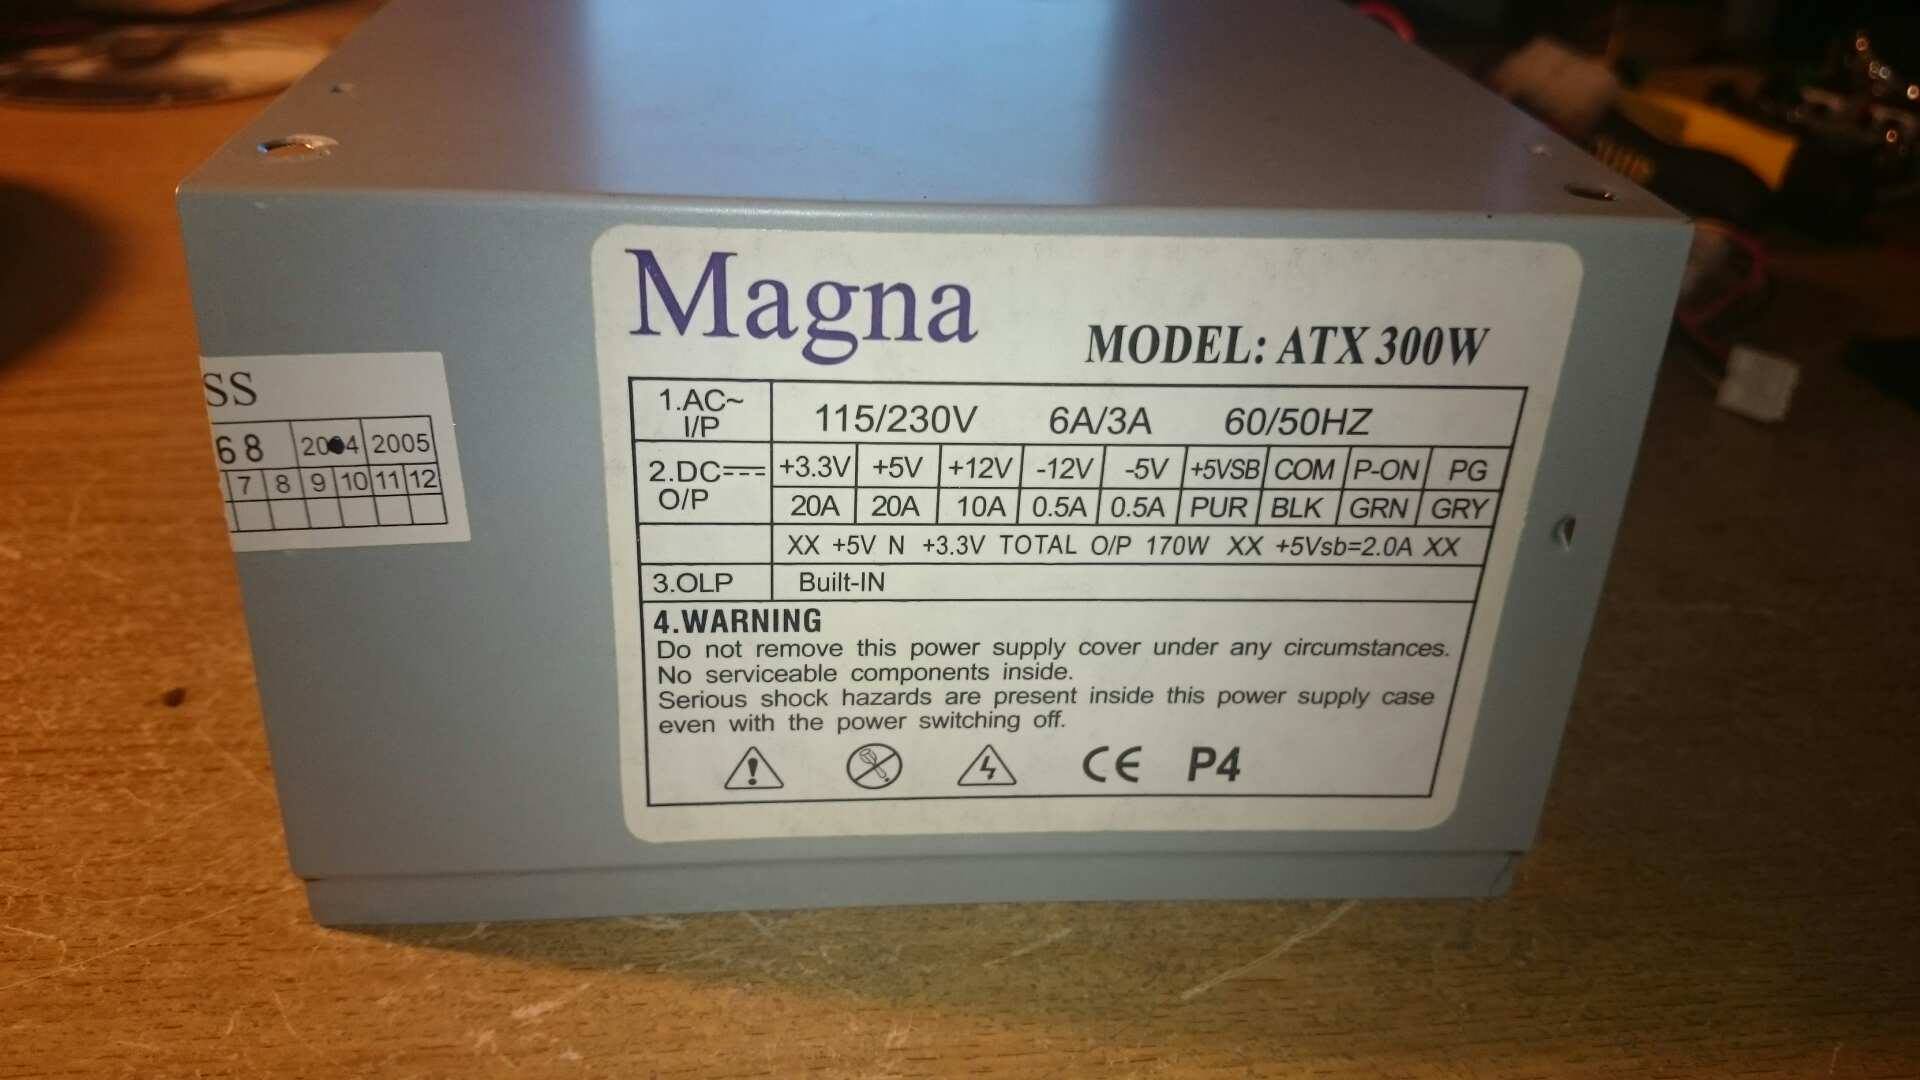 Magna
MODEL: ATX 300W
1.AC~ I/P 115/230V 6A/3A 60/50HZ
2.DC⎓ O/P +3.3V +5V +12V -12V -5V +5VSB COM P-ON PG
20A 20A 10A 0.5A 0.5A PUR BLK GRN GRY
XX +5V N +3.3V TOTAL O/P 170W XX +5Vsb=2.0A XX
3.OLP Built-IN
4.WARNING
Do not remove this power supply cover under any circumstances.
No serviceable components inside.
Serious shock hazards are present inside this power supply case
even with the power switching off.
CE P4
SS
68 2004 2005
7 8 9 10 11 12